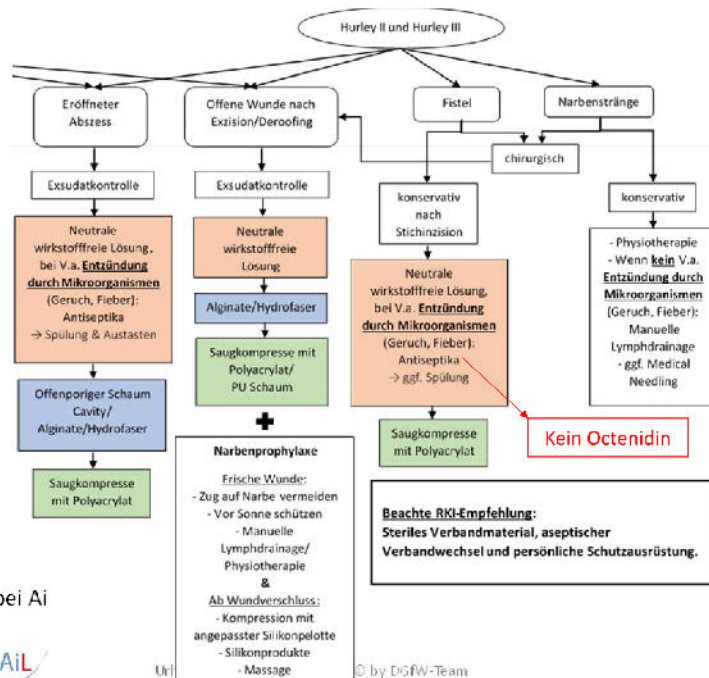 Hurley II und Hurley III
Eröffneter
Abszess
Offene Wunde nach
Exzision/Deroofing
Fistel
Narbenstränge
chirurgisch
Exsudatkontrolle
Exsudatkontrolle
konservativ
nach
Stichinzision
konservativ
Neutrale
wirkstofffreie Lösung,
bei V.a. Entzündung
durch Mikroorganismen
(Geruch, Fieber):
Antiseptika
→ Spülung & Austasten
Neutrale
wirkstofffreie
Lösung
Neutrale
wirkstofffreie Lösung,
bei V.a. Entzündung
durch Mikroorganismen
(Geruch, Fieber):
Antiseptika
→ ggf. Spülung
- Physiotherapie
- Wenn kein V.a.
Entzündung durch
Mikroorganismen
(Geruch, Fieber):
Manuelle
Lymphdrainage
- ggf. Medical
Needling
Alginate/Hydrofaser
Offenporiger Schaum
Cavity/
Alginate/Hydrofaser
Saugkompresse mit
Polyacrylat/
PU Schaum
Saugkompresse
mit Polyacrylat
Saugkompresse
mit Polyacrylat
Kein Octenidin
+
Narbenprophylaxe
Frische Wunde:
- Zug auf Narbe vermeiden
- Vor Sonne schützen
- Manuelle
Lymphdrainage/
Physiotherapie
&
Ab Wundverschluss:
- Kompression mit
angepasster Silikonpelotte
- Silikonprodukte
- Massage
Beachte RKI-Empfehlung:
Steriles Verbandmaterial, aseptischer
Verbandwechsel und persönliche Schutzausrüstung.
bei Ai
AiL
© by DGfW-Team